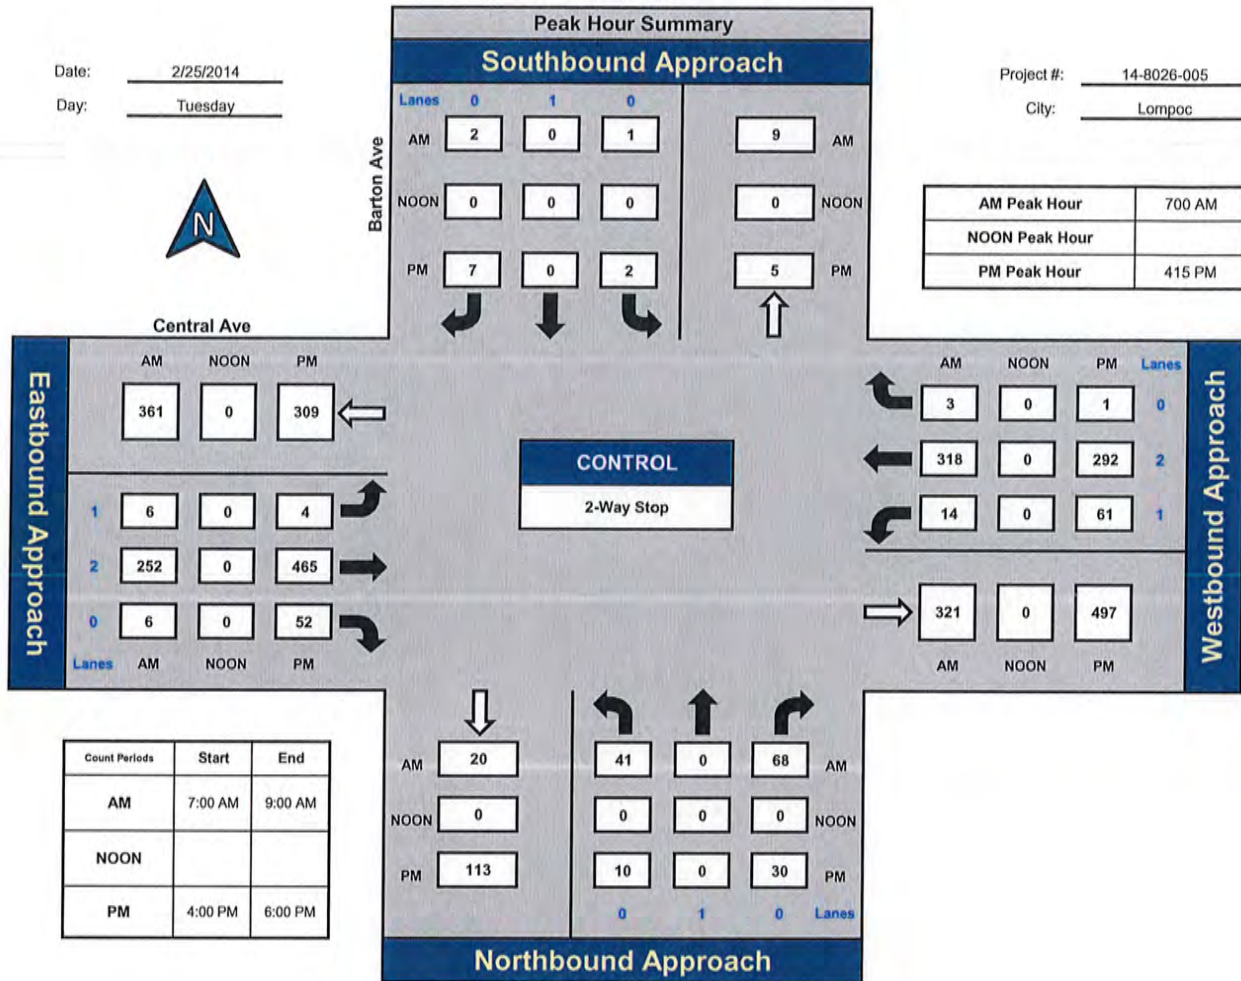 Peak Hour Summary
Southbound Approach
Date: 2/25/2014
Day: Tuesday
Project #: 14-8026-005
City: Lompoc
N
Barton Ave
Lanes 0 1 0
AM 2 0 1 9 AM
NOON 0 0 0 0 NOON
PM 7 0 2 5 PM
AM Peak Hour 700 AM
NOON Peak Hour
PM Peak Hour 415 PM
Central Ave
Eastbound Approach
AM NOON PM
361 0 309
1 6 0 4
2 252 0 465
0 6 0 52
Lanes AM NOON PM
CONTROL
2-Way Stop
AM NOON PM Lanes
3 0 1 0
318 0 292 2
14 0 61 1
321 0 497
AM NOON PM
Westbound Approach
Count Periods Start End
AM 7:00 AM 9:00 AM
NOON
PM 4:00 PM 6:00 PM
AM 20 41 0 68 AM
NOON 0 0 0 0 NOON
PM 113 10 0 30 PM
0 1 0 Lanes
Northbound Approach